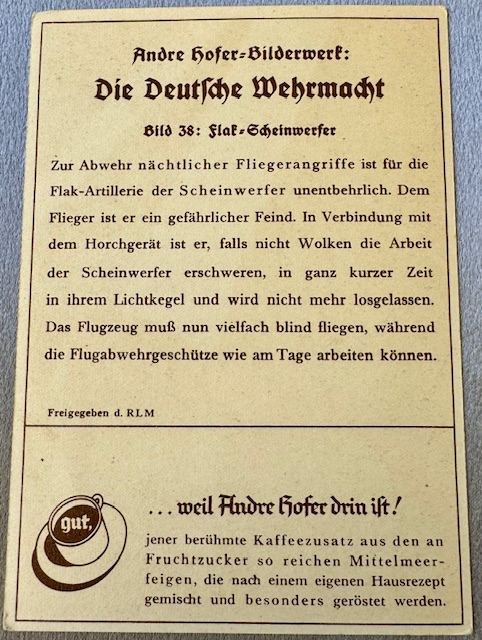 Andre Hofer-Bilderwerk:
Die Deutsche Wehrmacht
Bild 38: Flak-Scheinwerfer
Zur Abwehr nächtlicher Fliegerangriffe ist für die
Flak-Artillerie der Scheinwerfer unentbehrlich. Dem
Flieger ist er ein gefährlicher Feind. In Verbindung mit
dem Horchgerät ist er, falls nicht Wolken die Arbeit
der Scheinwerfer erschweren, in ganz kurzer Zeit
in ihrem Lichtkegel und wird nicht mehr losgelassen.
Das Flugzeug muß nun vielfach blind fliegen, während
die Flugabwehrgeschütze wie am Tage arbeiten können.
Freigegeben d. RLM
gut,
... weil Andre Hofer drin ist!
jener berühmte Kaffeezusatz aus den an
Fruchtzucker so reichen Mittelmeer-
feigen, die nach einem eigenen Hausrezept
gemischt und besonders geröstet werden.